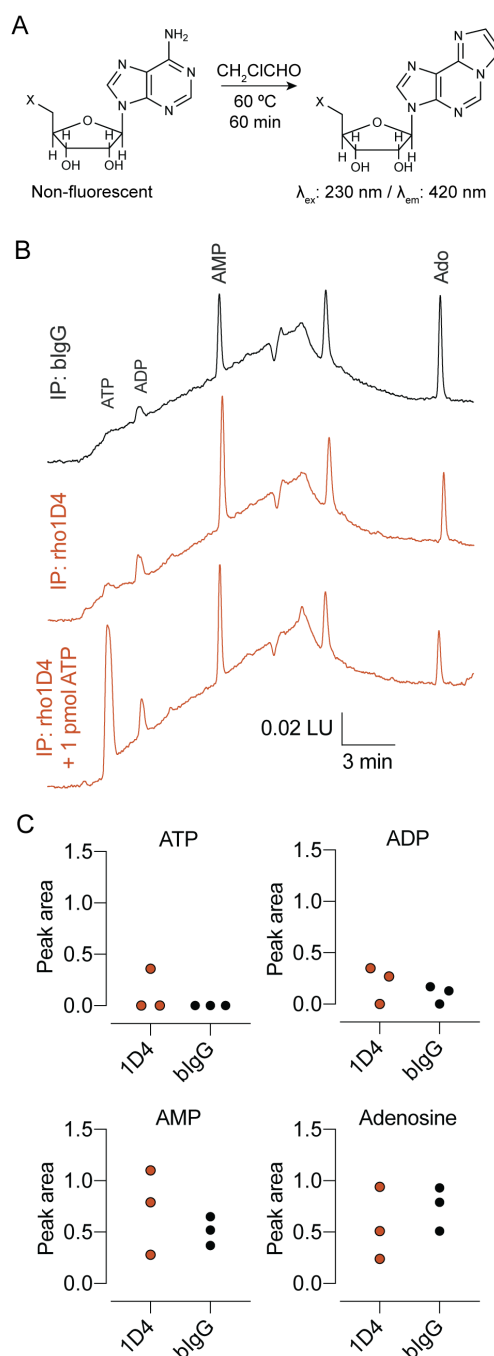 A
NH₂
N
N
N
N
X
O
H
H
H
H
OH
OH
Non-fluorescent
CH₂ClCHO
60 ºC
60 min
N
N
N
N
N
X
O
H
H
H
H
OH
OH
λex: 230 nm / λem: 420 nm
B
IP: bIgG
ATP
ADP
AMP
Ado
IP: rho1D4
IP: rho1D4
+ 1 pmol ATP
0.02 LU
3 min
C
ATP
Peak area
1.5
1.0
0.5
0.0
1D4
bIgG
ADP
Peak area
1.5
1.0
0.5
0.0
1D4
bIgG
AMP
Peak area
1.5
1.0
0.5
0.0
1D4
bIgG
Adenosine
Peak area
1.5
1.0
0.5
0.0
1D4
bIgG